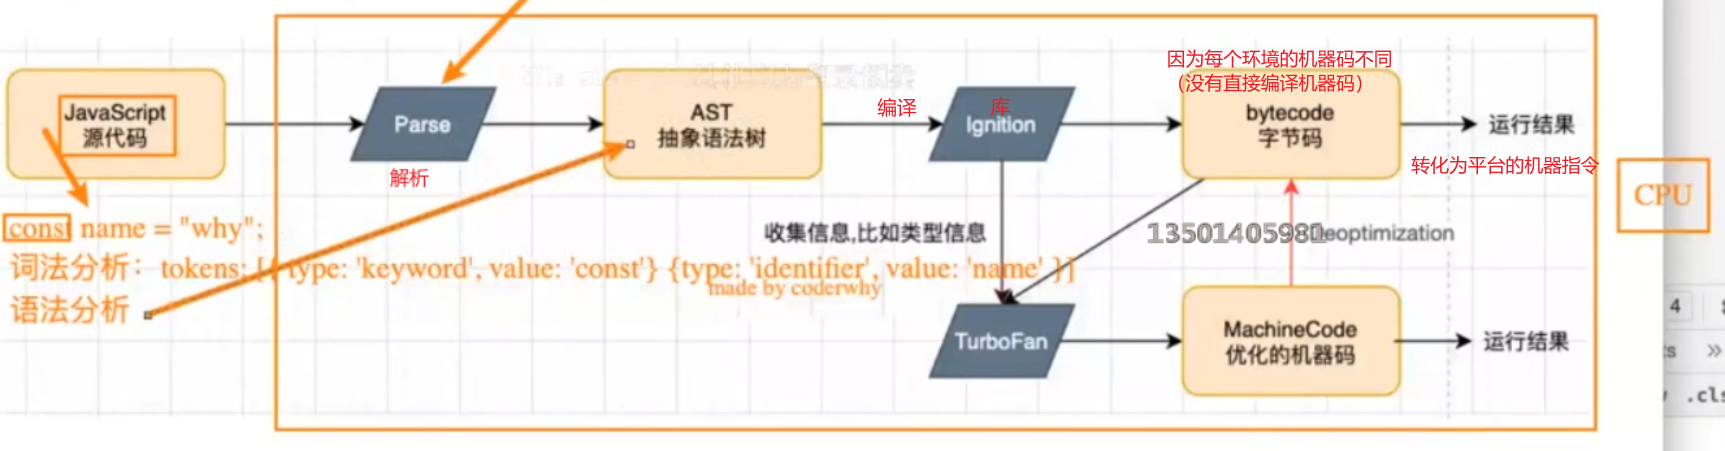 因为每个环境的机器码不同
（没有直接编译机器码）
JavaScript
源代码
Parse
解析
AST
抽象语法树
编译
库
Ignition
bytecode
字节码
运行结果
转化为平台的机器指令
CPU
const name = "why";
收集信息,比如类型信息
13501405981
deoptimization
词法分析：tokens: [{ type: 'keyword', value: 'const'} {type: 'identifier', value: 'name' }]
made by coderwhy
语法分析
TurboFan
MachineCode
优化的机器码
运行结果
4
ts
»
.cls